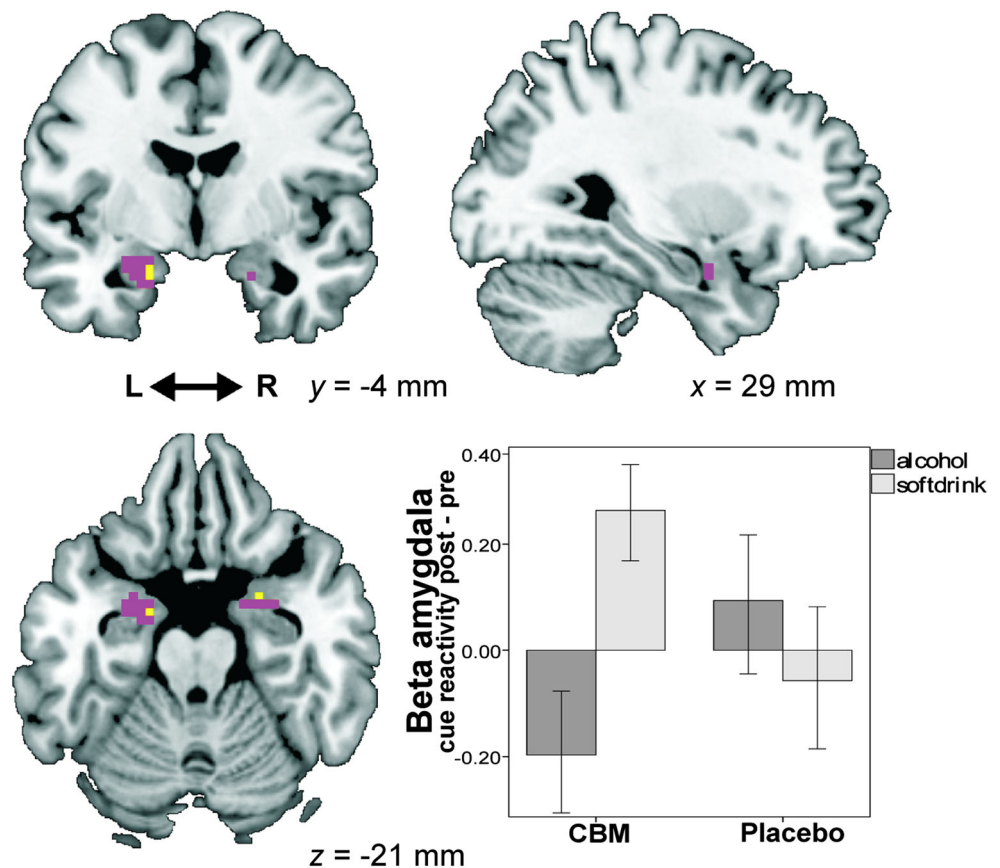 L R y = -4 mm
x = 29 mm
z = -21 mm
Beta amygdala
cue reactivity post - pre
0.40
0.20
0.00
-0.20
alcohol
softdrink
CBM Placebo